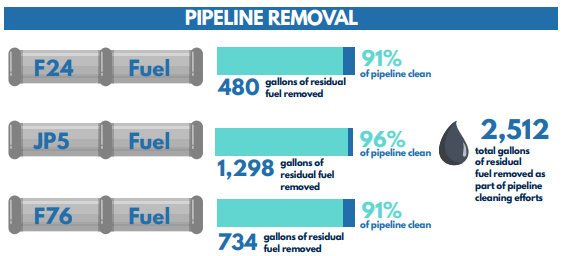 PIPELINE REMOVAL
F24 Fuel
91%
of pipeline clean
480 gallons of residual
fuel removed
JP5 Fuel
96%
of pipeline clean
1,298 gallons of
residual fuel
removed
F76 Fuel
91%
of pipeline clean
734 gallons of residual
fuel removed
2,512
total gallons
of residual
fuel removed as
part of pipeline
cleaning efforts